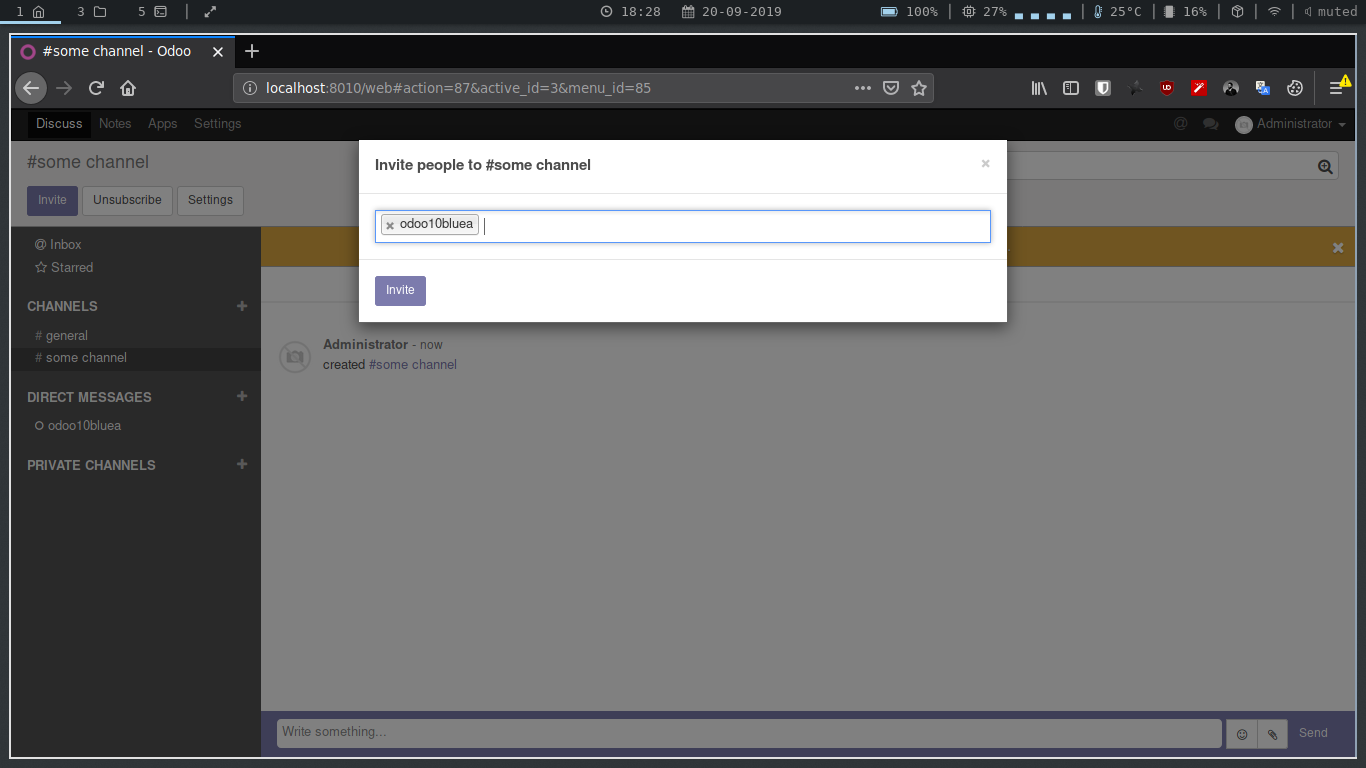 1 3 5 18:28 20-09-2019 100% 27% 25°C 16% muted
#some channel - Odoo
localhost:8010/web#action=87&active_id=3&menu_id=85
Discuss Notes Apps Settings @ Administrator
#some channel
Invite people to #some channel
Invite Unsubscribe Settings
odoo10bluea
Invite
@ Inbox
Starred
CHANNELS
# general
# some channel
DIRECT MESSAGES
odoo10bluea
PRIVATE CHANNELS
Administrator - now
created #some channel
Write something...
Send